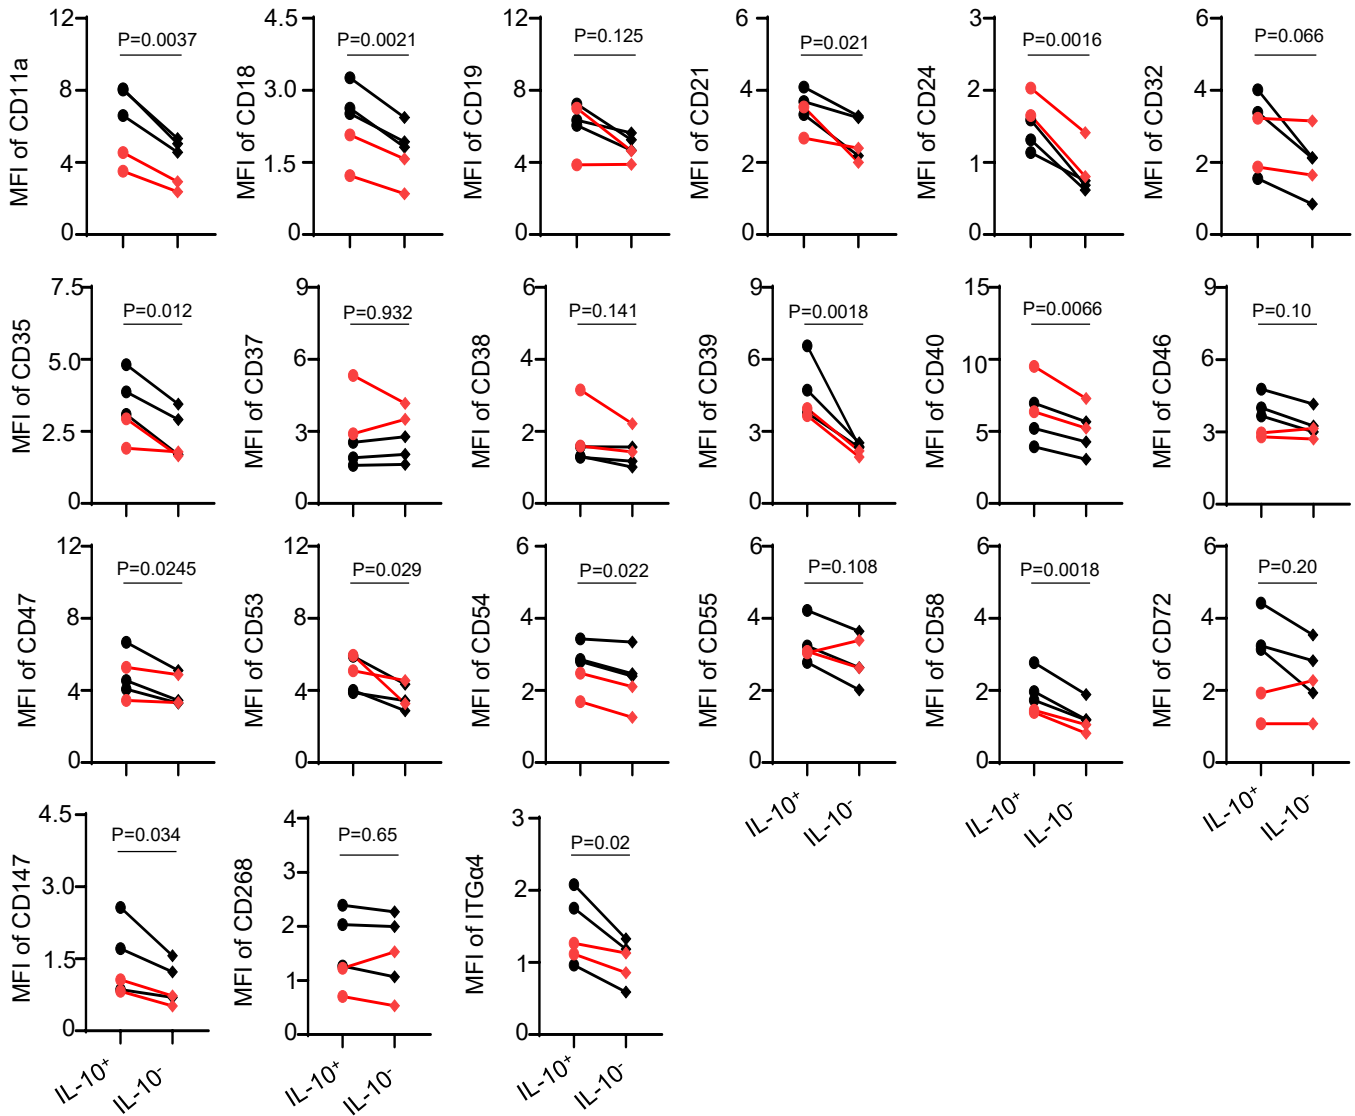 MFI of CD11a
12
8
4
0
P=0.0037
MFI of CD18
4.5
3.0
1.5
0
P=0.0021
MFI of CD19
12
8
4
0
P=0.125
MFI of CD21
6
4
2
0
P=0.021
MFI of CD24
3
2
1
0
P=0.0016
MFI of CD32
6
4
2
0
P=0.066
MFI of CD35
7.5
5.0
2.5
0
P=0.012
MFI of CD37
9
6
3
0
P=0.932
MFI of CD38
6
4
2
0
P=0.141
MFI of CD39
9
6
3
0
P=0.0018
MFI of CD40
15
10
5
0
P=0.0066
MFI of CD46
9
6
3
0
P=0.10
MFI of CD47
12
8
4
0
P=0.0245
MFI of CD53
12
8
4
0
P=0.029
MFI of CD54
6
4
2
0
P=0.022
MFI of CD55
6
4
2
0
P=0.108
IL-10⁺
IL-10⁻
MFI of CD58
6
4
2
0
P=0.0018
IL-10⁺
IL-10⁻
MFI of CD72
6
4
2
0
P=0.20
IL-10⁺
IL-10⁻
MFI of CD147
4.5
3.0
1.5
0
P=0.034
IL-10⁺
IL-10⁻
MFI of CD268
4
3
2
1
0
P=0.65
IL-10⁺
IL-10⁻
MFI of ITGα4
3
2
1
0
P=0.02
IL-10⁺
IL-10⁻